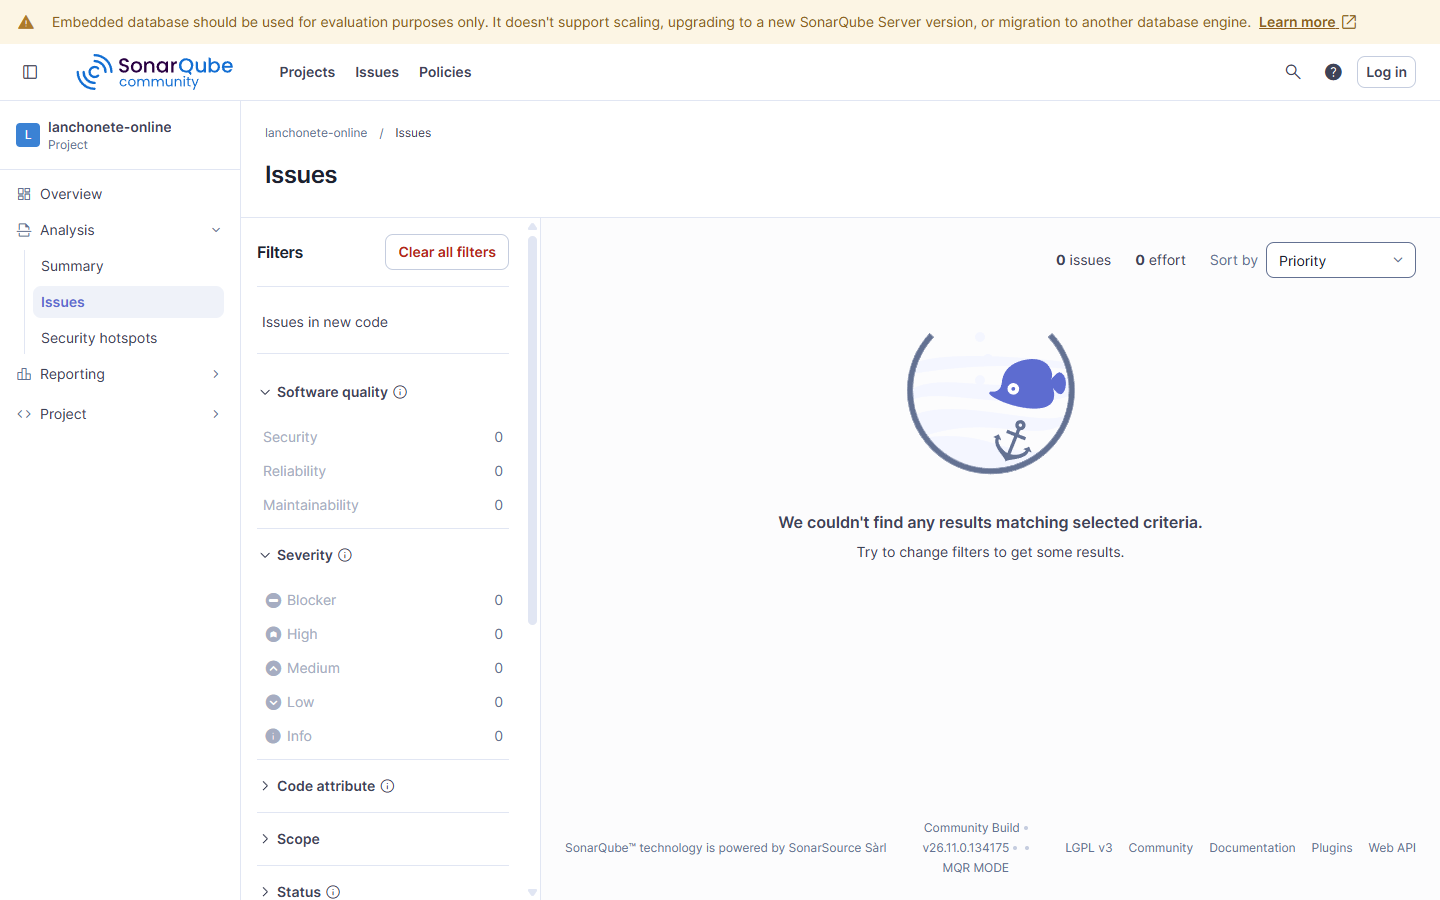 Embedded database should be used for evaluation purposes only. It doesn't support scaling, upgrading to a new SonarQube Server version, or migration to another database engine. Learn more
SonarQube community
Projects
Issues
Policies
?
Log in
L
lanchonete-online
Project
Overview
Analysis
Summary
Issues
Security hotspots
Reporting
Project
lanchonete-online / Issues
Issues
Filters
Clear all filters
Issues in new code
Software quality
Security 0
Reliability 0
Maintainability 0
Severity
Blocker 0
High 0
Medium 0
Low 0
Info 0
Code attribute
Scope
Status
0 issues
0 effort
Sort by
Priority
We couldn't find any results matching selected criteria.
Try to change filters to get some results.
SonarQube™ technology is powered by SonarSource Sàrl
Community Build •
v26.11.0.134175 • •
MQR MODE
LGPL v3
Community
Documentation
Plugins
Web API